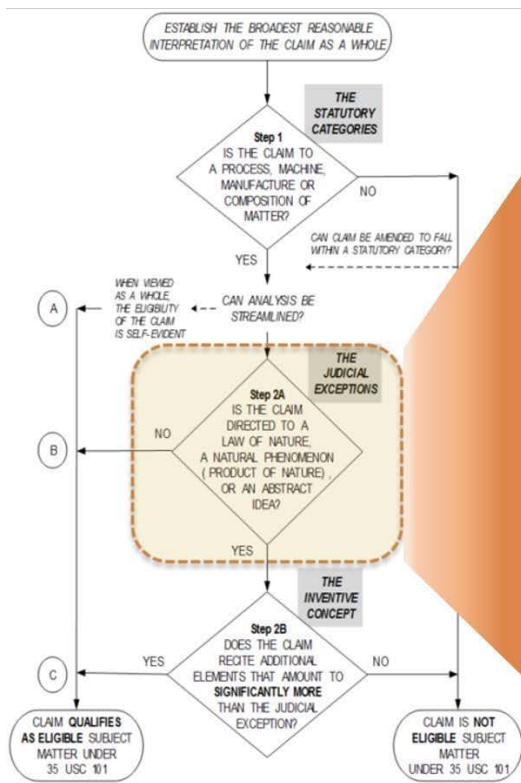 ESTABLISH THE BROADEST REASONABLE
INTERPRETATION OF THE CLAIM AS A WHOLE
THE
STATUTORY
CATEGORIES
Step 1
IS THE CLAIM TO
A PROCESS, MACHINE,
MANUFACTURE OR
COMPOSITION OF
MATTER?
NO
YES
CAN CLAIM BE AMENDED TO FALL
WITHIN A STATUTORY CATEGORY?
WHEN VIEWED
AS A WHOLE,
THE ELIGIBILITY
OF THE CLAIM
IS SELF-EVIDENT
A
CAN ANALYSIS BE
STREAMLINED?
THE
JUDICIAL
EXCEPTIONS
Step 2A
IS THE CLAIM
DIRECTED TO A
LAW OF NATURE,
A NATURAL PHENOMENON
( PRODUCT OF NATURE) ,
OR AN ABSTRACT
IDEA?
NO
B
YES
THE
INVENTIVE
CONCEPT
Step 2B
DOES THE CLAIM
RECITE ADDITIONAL
ELEMENTS THAT AMOUNT TO
SIGNIFICANTLY MORE
THAN THE JUDICIAL
EXCEPTION?
YES
NO
C
CLAIM QUALIFIES
AS ELIGIBLE SUBJECT
MATTER UNDER
35 USC 101
CLAIM IS NOT
ELIGIBLE SUBJECT
MATTER
UNDER 35 USC 101